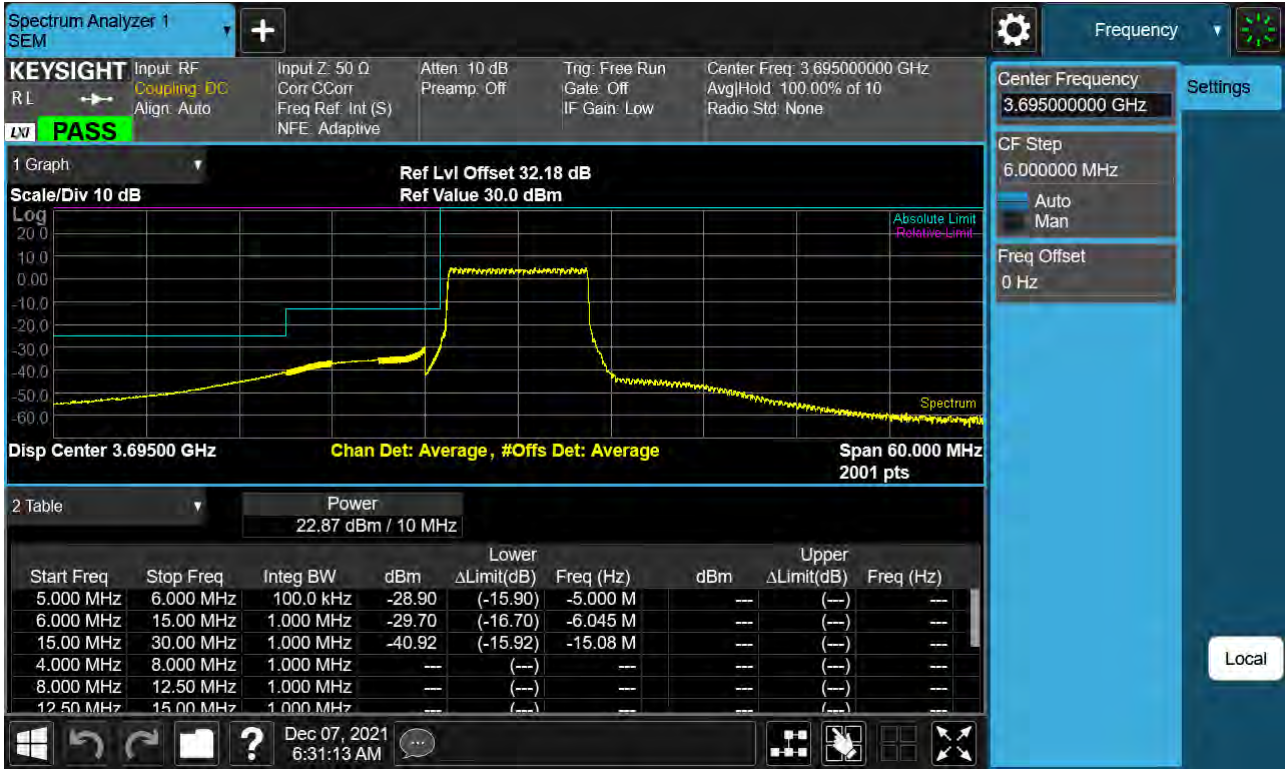 Spectrum Analyzer 1
SEM
+
Frequency
KEYSIGHT
Input: RF
Coupling: DC
Align: Auto
Input Z: 50 Ω
Corr CCorr
Freq Ref: Int (S)
NFE: Adaptive
Atten: 10 dB
Preamp: Off
Trig: Free Run
Gate: Off
IF Gain: Low
Center Freq: 3.695000000 GHz
Avg|Hold: 100.00% of 10
Radio Std: None
R L
LXI
PASS
Center Frequency
3.695000000 GHz
Settings
CF Step
6.000000 MHz
Auto
Man
Freq Offset
0 Hz
Local
1 Graph
Scale/Div 10 dB
Ref Lvl Offset 32.18 dB
Ref Value 30.0 dBm
Log
Absolute Limit
Relative Limit
20.0
10.0
0.00
-10.0
-20.0
-30.0
-40.0
-50.0
-60.0
Spectrum
Disp Center 3.69500 GHz
Chan Det: Average, #Offs Det: Average
Span 60.000 MHz
2001 pts
2 Table
Power
22.87 dBm / 10 MHz
Lower Upper
Start Freq Stop Freq Integ BW dBm ΔLimit(dB) Freq (Hz) dBm ΔLimit(dB) Freq (Hz)
5.000 MHz 6.000 MHz 100.0 kHz -28.90 (-15.90) -5.000 M --- (---) ---
6.000 MHz 15.00 MHz 1.000 MHz -29.70 (-16.70) -6.045 M --- (---) ---
15.00 MHz 30.00 MHz 1.000 MHz -40.92 (-15.92) -15.08 M --- (---) ---
4.000 MHz 8.000 MHz 1.000 MHz --- (---) --- --- (---) ---
8.000 MHz 12.50 MHz 1.000 MHz --- (---) --- --- (---) ---
12.50 MHz 15.00 MHz 1.000 MHz --- (---) --- --- (---) ---
?
Dec 07, 2021
6:31:13 AM